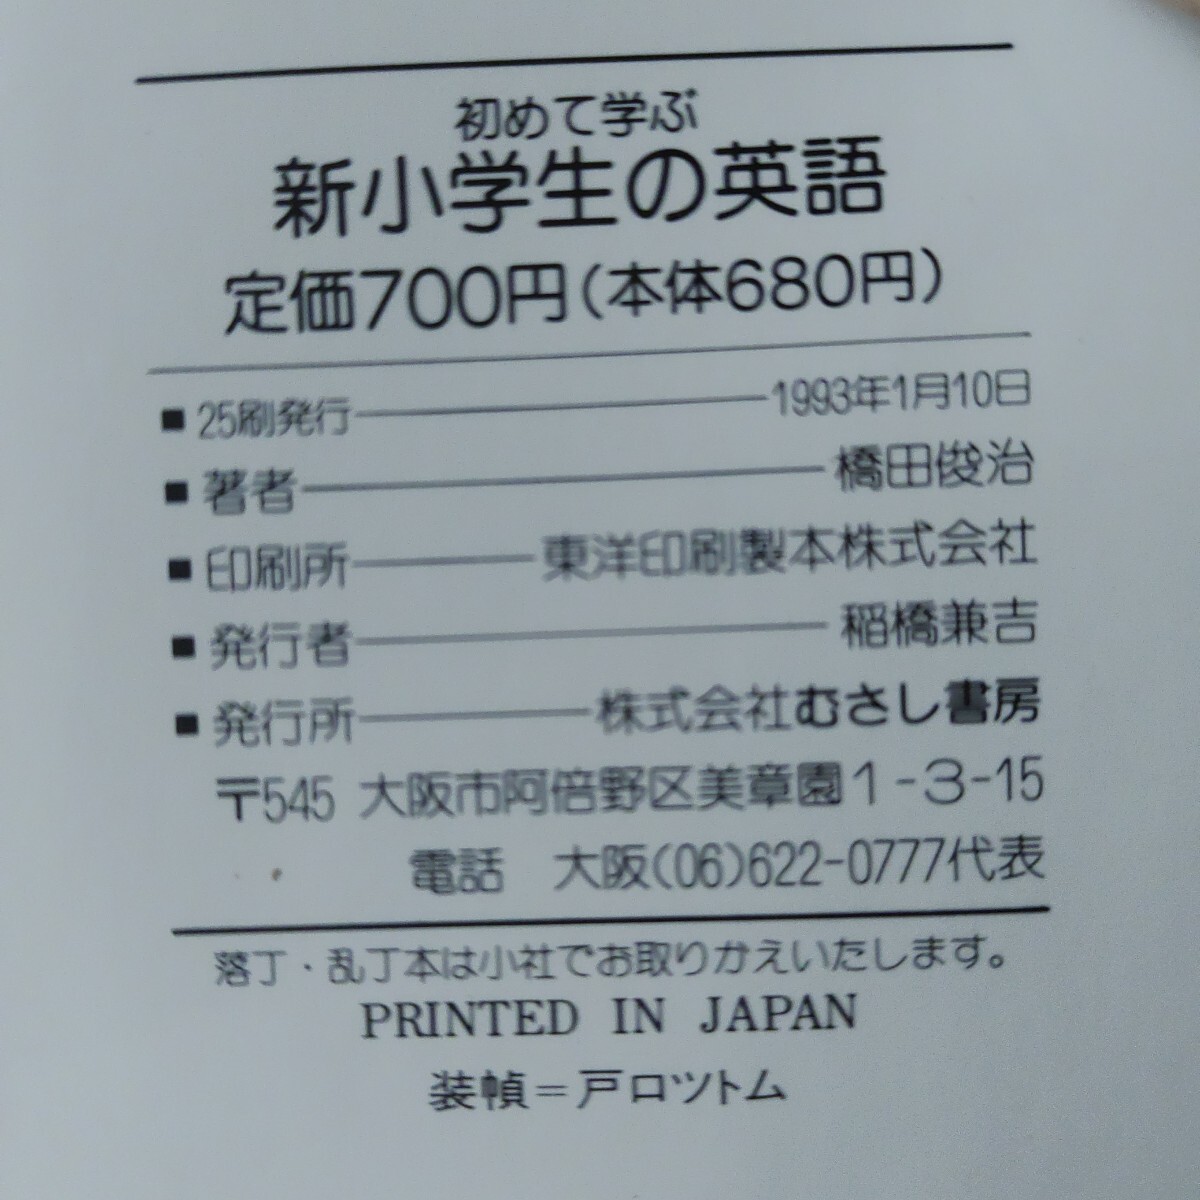 初めて学ぶ
新小学生の英語
定価700円(本体680円)
■ 25刷発行 1993年1月10日
■ 著者 橋田俊治
■ 印刷所 東洋印刷製本株式会社
■ 発行者 稲橋兼吉
■ 発行所 株式会社むさし書房
〒545 大阪市阿倍野区美章園1-3-15
電話 大阪(06)622-0777代表
落丁・乱丁本は小社でお取りかえいたします。
PRINTED IN JAPAN
装幀=戸口ツトム